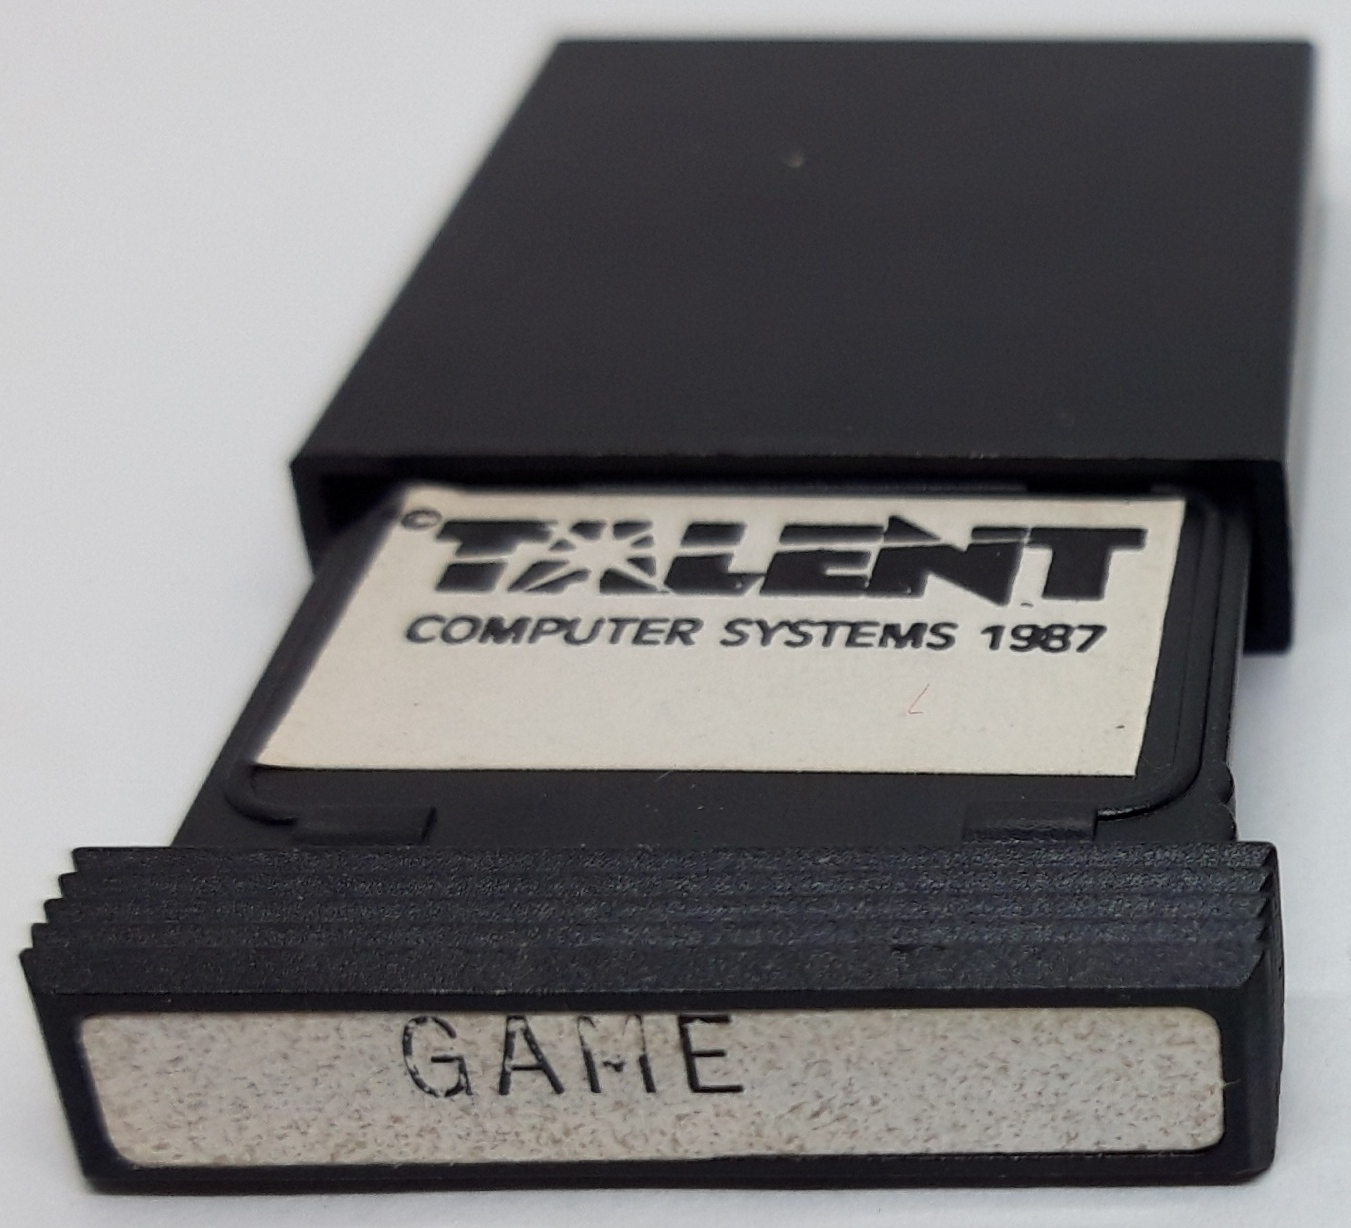 © TALENT
COMPUTER SYSTEMS 1987
GAME